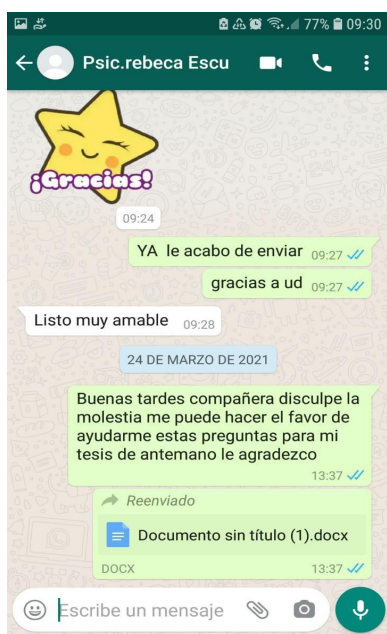 77% 09:30
Psic.rebeca Escu
¡Gracias!
09:24
YA le acabo de enviar 09:27
gracias a ud 09:27
Listo muy amable 09:28
24 DE MARZO DE 2021
Buenas tardes compañera disculpe la
molestia me puede hacer el favor de
ayudarme estas preguntas para mi
tesis de antemano le agradezco
13:37
Reenviado
Documento sin título (1).docx
DOCX 13:37
Escribe un mensaje